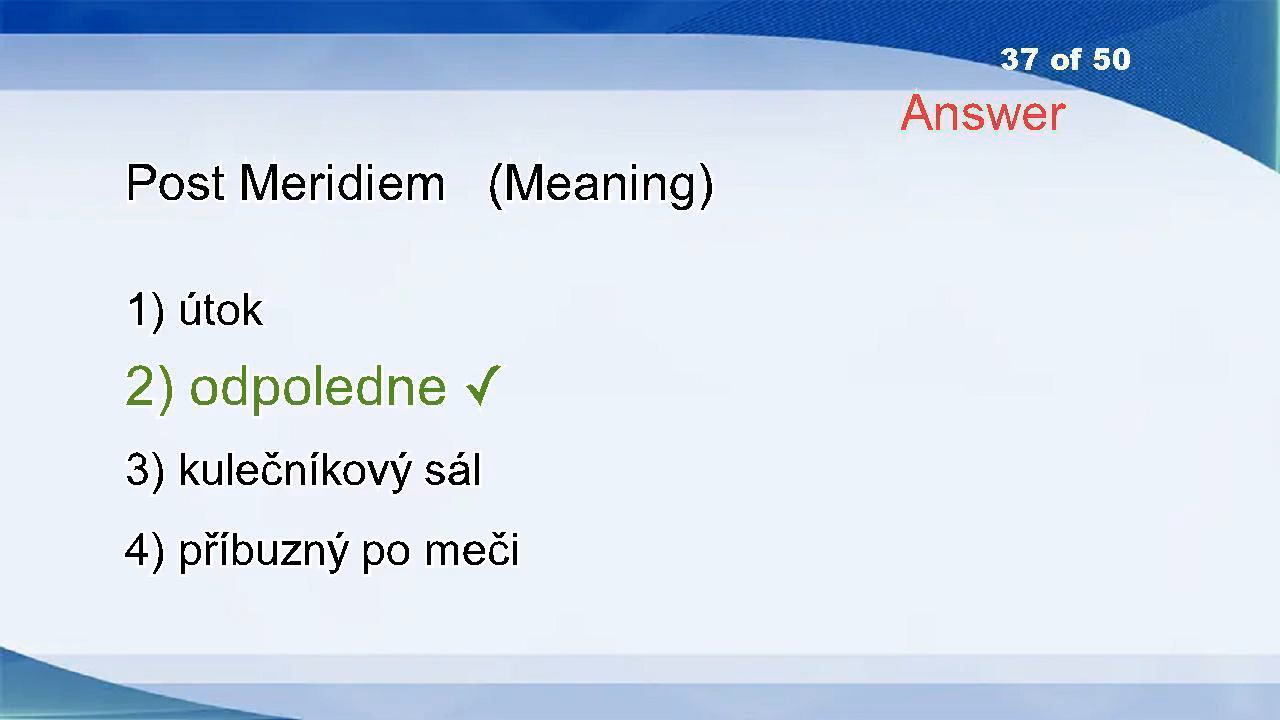 37 of 50
Answer
Post Meridiem (Meaning)
1) útok
2) odpoledne ✓
3) kulečníkový sál
4) příbuzný po meči